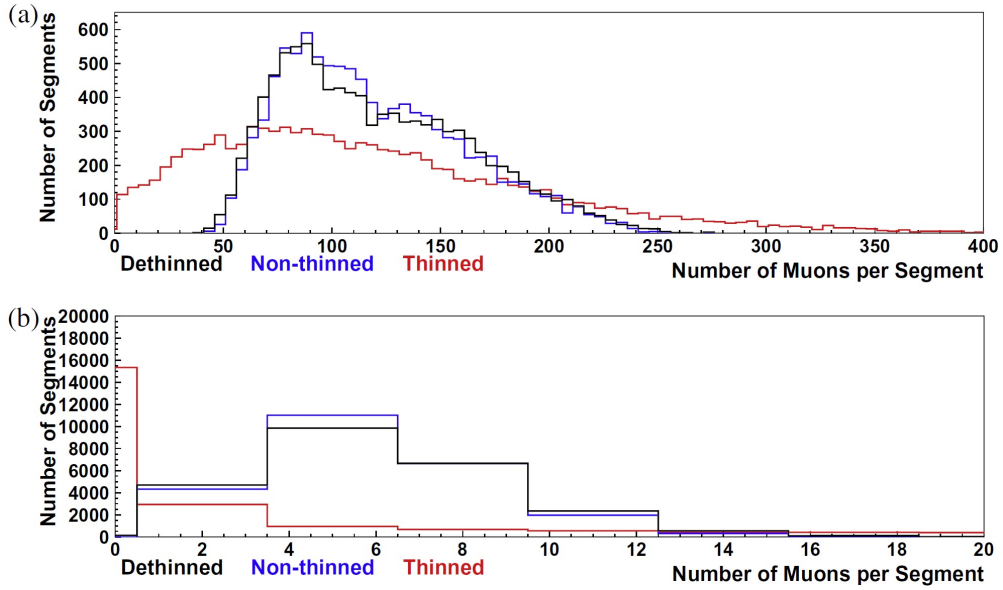 (a)
Number of Segments
600
500
400
300
200
100
0
0 50 100 150 200 250 300 350 400
Dethinned Non-thinned Thinned
Number of Muons per Segment
(b)
Number of Segments
20000
18000
16000
14000
12000
10000
8000
6000
4000
2000
0
0 2 4 6 8 10 12 14 16 18 20
Dethinned Non-thinned Thinned
Number of Muons per Segment